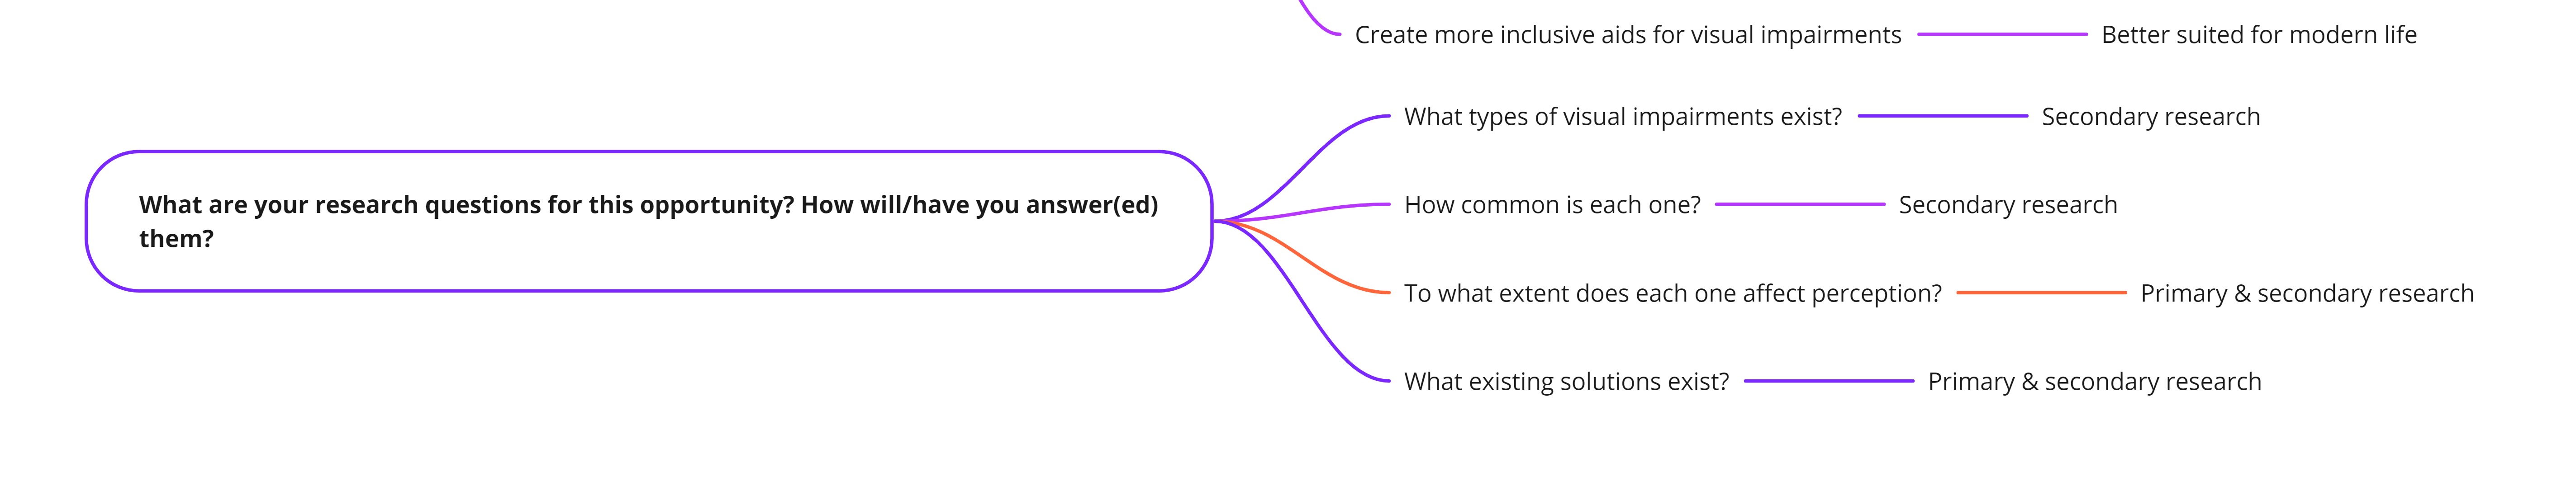 Create more inclusive aids for visual impairments
Better suited for modern life
What are your research questions for this opportunity? How will/have you answer(ed)
them?
What types of visual impairments exist?
Secondary research
How common is each one?
Secondary research
To what extent does each one affect perception?
Primary & secondary research
What existing solutions exist?
Primary & secondary research